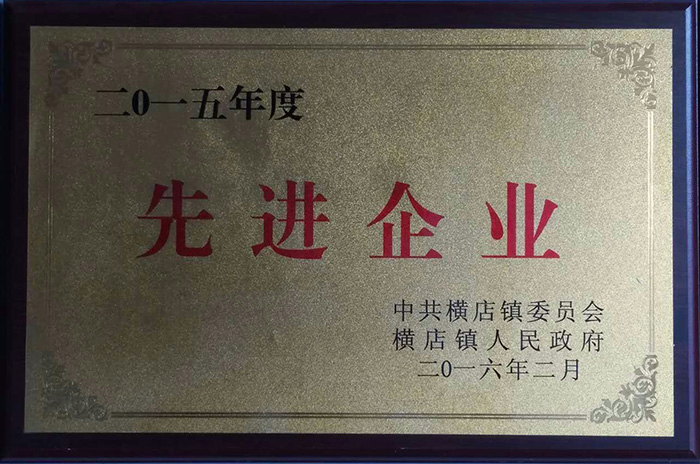 二0一五年度
先进企业
中共横店镇委员会
横店镇人民政府
二0一六年二月